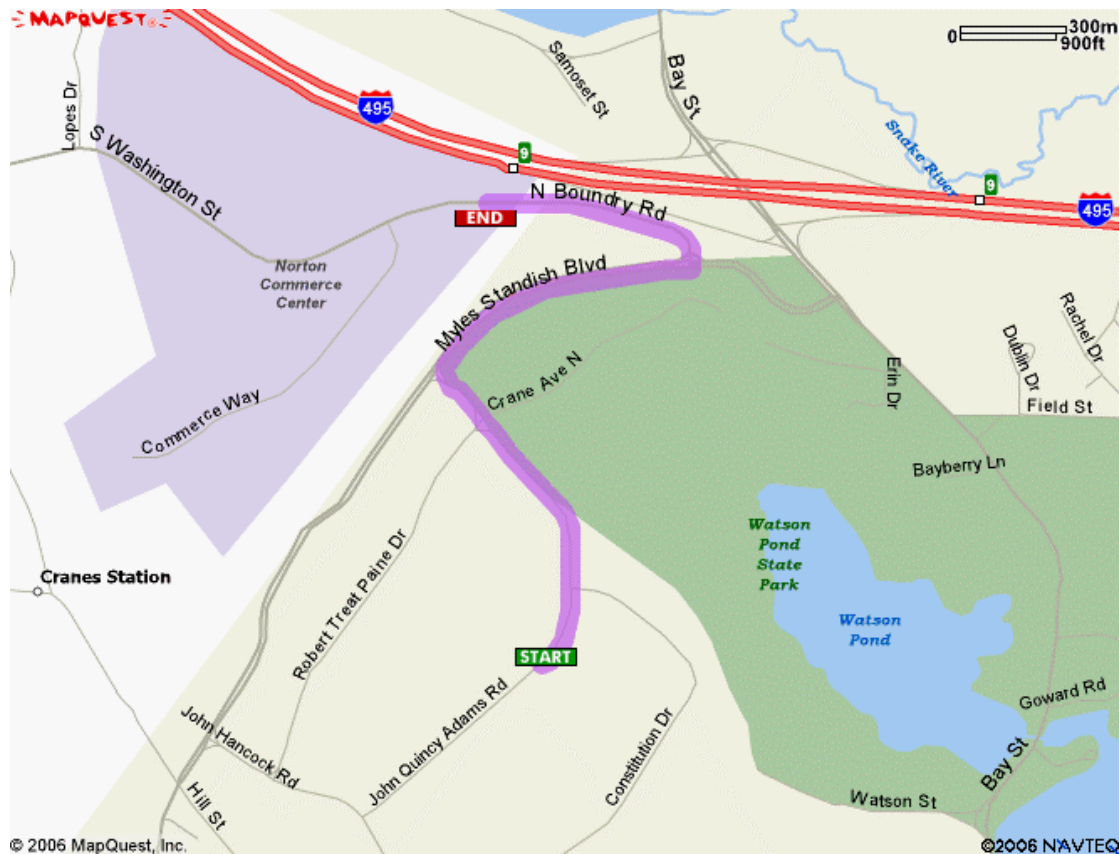 MAPQUEST
300m
0
900ft
Samoset St
Bay St
Lopes Dr
495
S Washington St
9
Snake River
9
N Boundry Rd
495
END
Norton
Commerce
Center
Myles Standish Blvd
Rachel Dr
Dublin Dr
Erin Dr
Crane Ave N
Field St
Commerce Way
Bayberry Ln
Watson
Pond
State
Park
Cranes Station
Robert Treat Paine Dr
Watson
Pond
START
John Quincy Adams Rd
Goward Rd
John Hancock Rd
Constitution Dr
Bay St
Hill St
Watson St
© 2006 MapQuest, Inc.
©2006 NAVTEQ